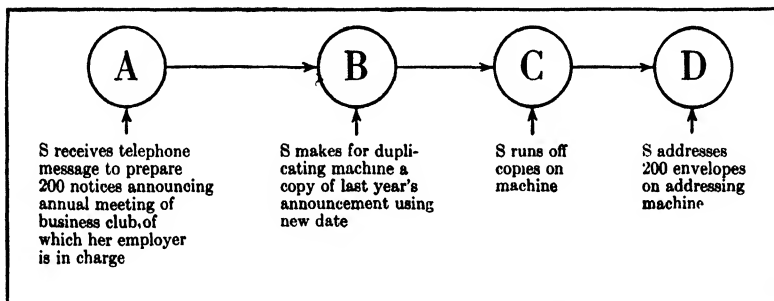 A B C D
S receives telephone
message to prepare
200 notices announcing
annual meeting of
business club, of
which her employer
is in charge
S makes for dupli-
cating machine a
copy of last year's
announcement using
new date
S runs off
copies on
machine
S addresses
200 envelopes
on addressing
machine